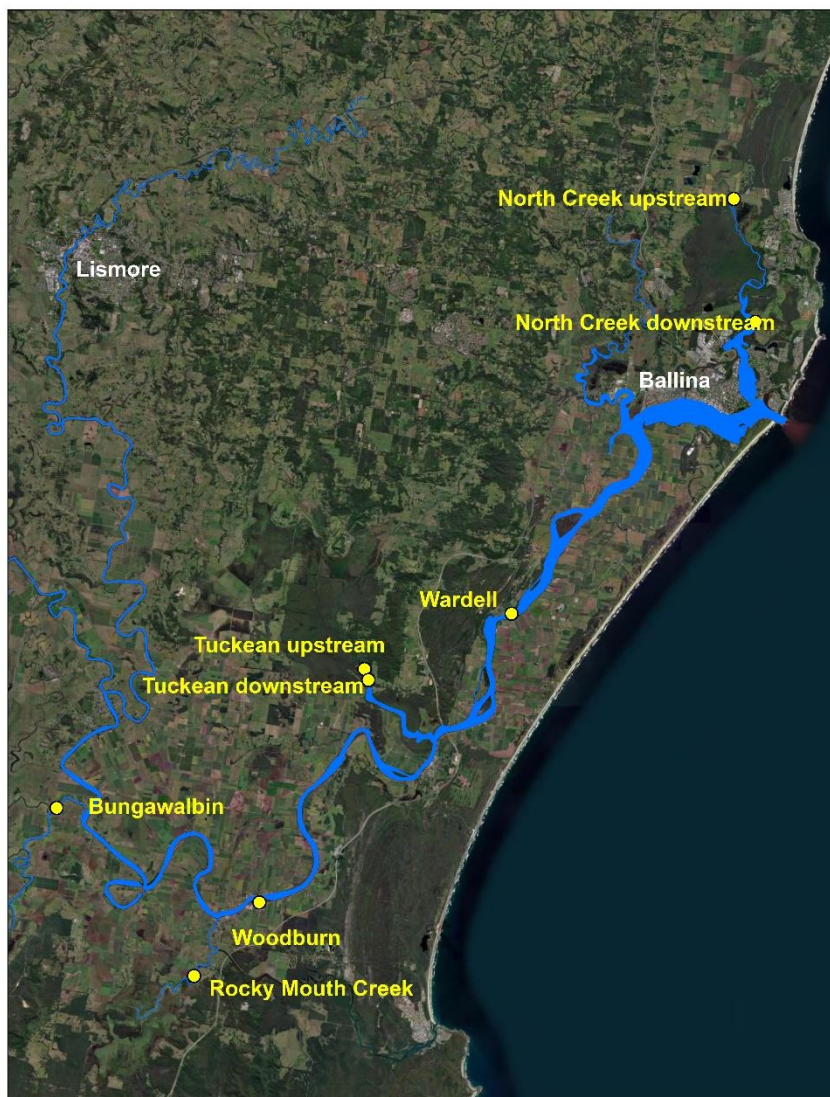 North Creek upstream
Lismore
North Creek downstream
Ballina
Wardell
Tuckean upstream
Tuckean downstream
Bungawalbin
Woodburn
Rocky Mouth Creek